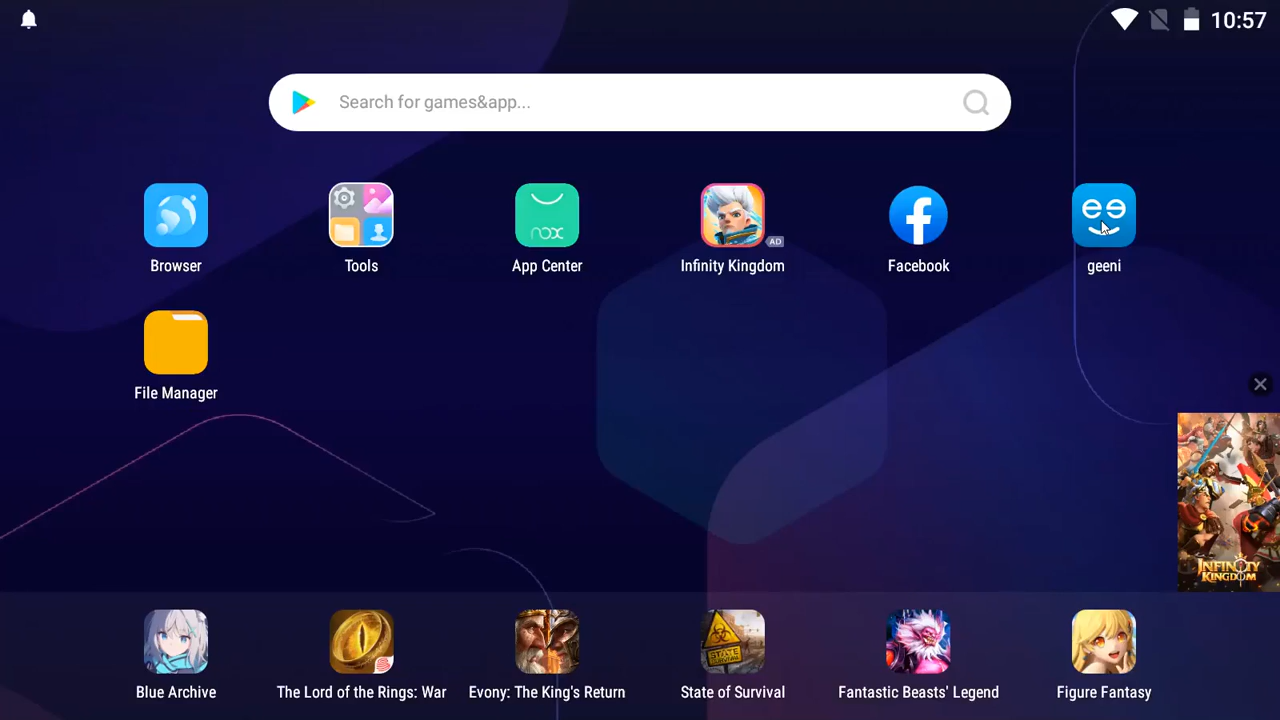 10:57
Search for games&app...
nox
AD
Browser
Tools
App Center
Infinity Kingdom
Facebook
geeni
File Manager
INFINITY
KINGDOM
STATE
SURVIVAL
Blue Archive
The Lord of the Rings: War
Evony: The King's Return
State of Survival
Fantastic Beasts' Legend
Figure Fantasy